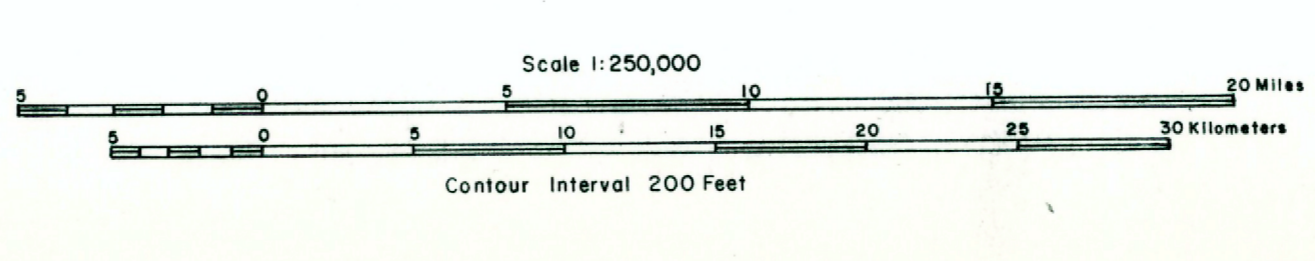 Scale 1:250,000
5 0 5 10 15 20 Miles
5 0 5 10 15 20 25 30 Kilometers
Contour Interval 200 Feet